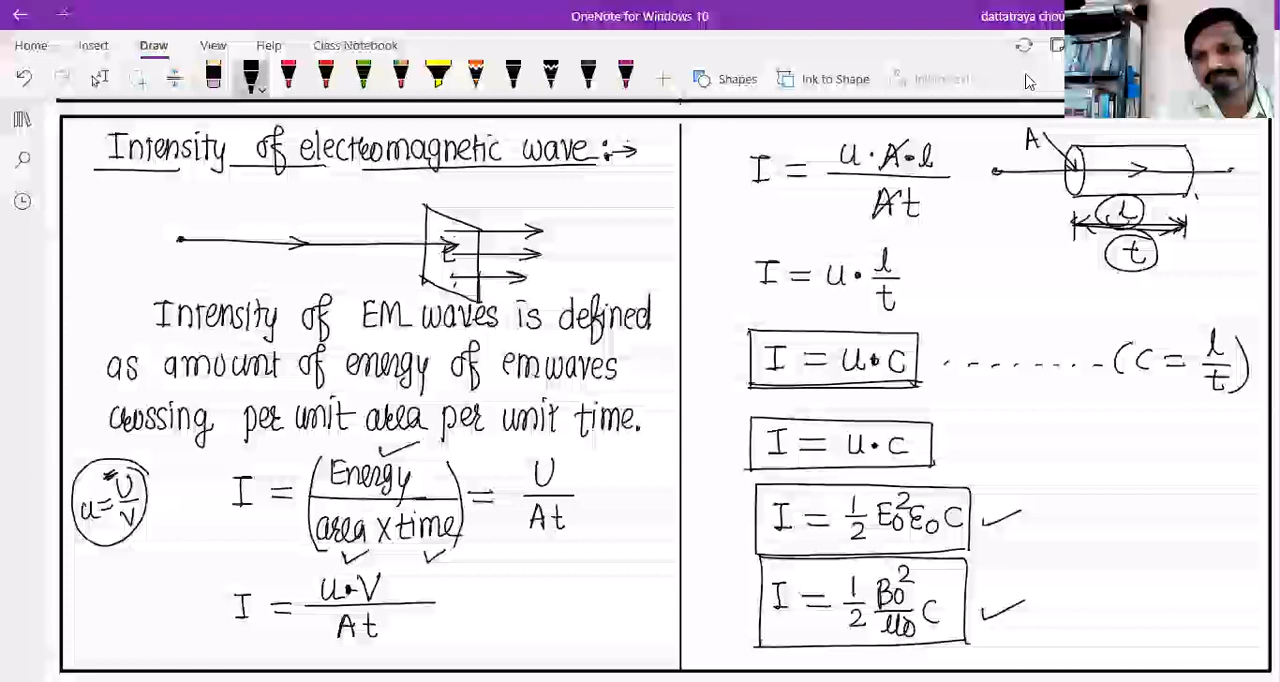 OneNote for Windows 10
dattatraya chou
Home Insert Draw View Help Class Notebook
Shapes Ink to Shape
Intensity of electromagnetic wave :→
Intensity of EM waves is defined
as amount of energy of em waves
crossing per unit area per unit time.
u = U/V
I = (Energy / area × time) = U / At
I = u·V / At
I = u·A·l / At
A
l
t
I = u · l/t
I = u·c ........(c = l/t)
I = u·c
I = 1/2 E₀² ε₀ C ✓
I = 1/2 B₀²/μ₀ C ✓